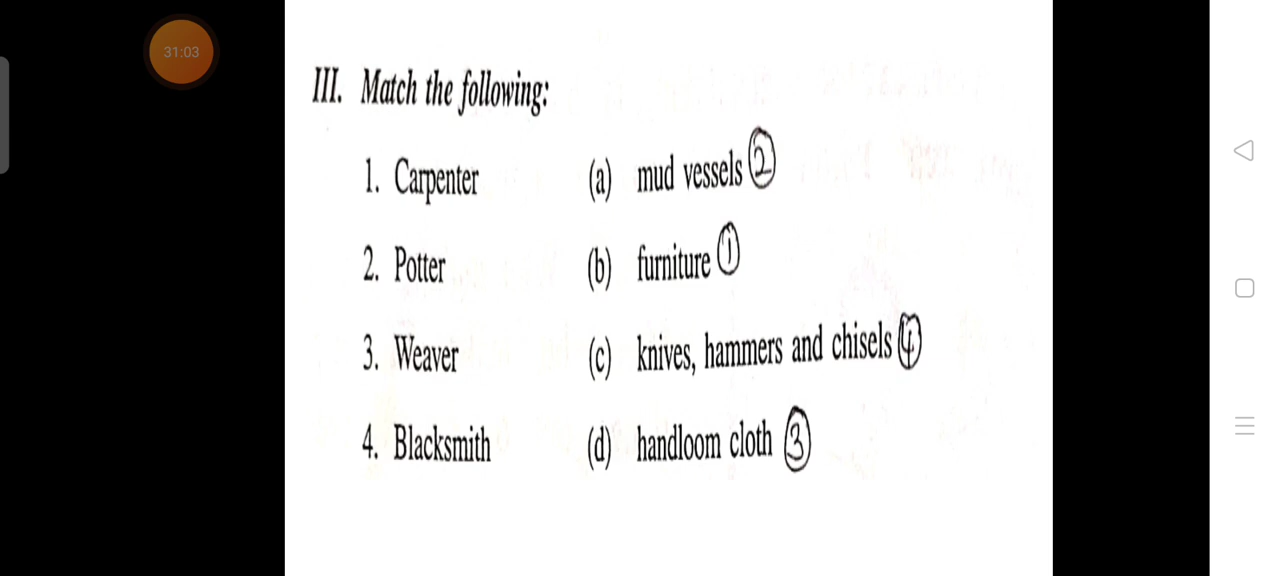 31:03
III. Match the following:
1. Carpenter (a) mud vessels 2
2. Potter (b) furniture 1
3. Weaver (c) knives, hammers and chisels 4
4. Blacksmith (d) handloom cloth 3